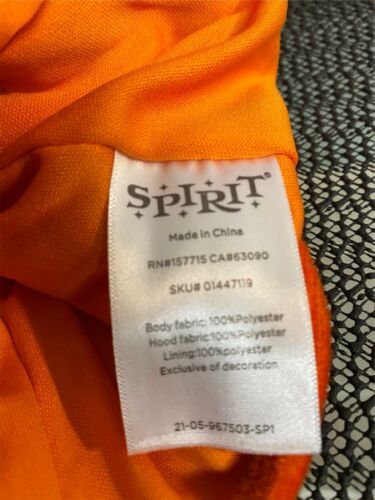 SPIRIT®
Made in China
RN#157715 CA#63090
SKU# 01447119
Body fabric: 100%Polyester
Hood fabric: 100%Polyester
Lining:100%polyester
Exclusive of decoration
21-05-967503-SP1